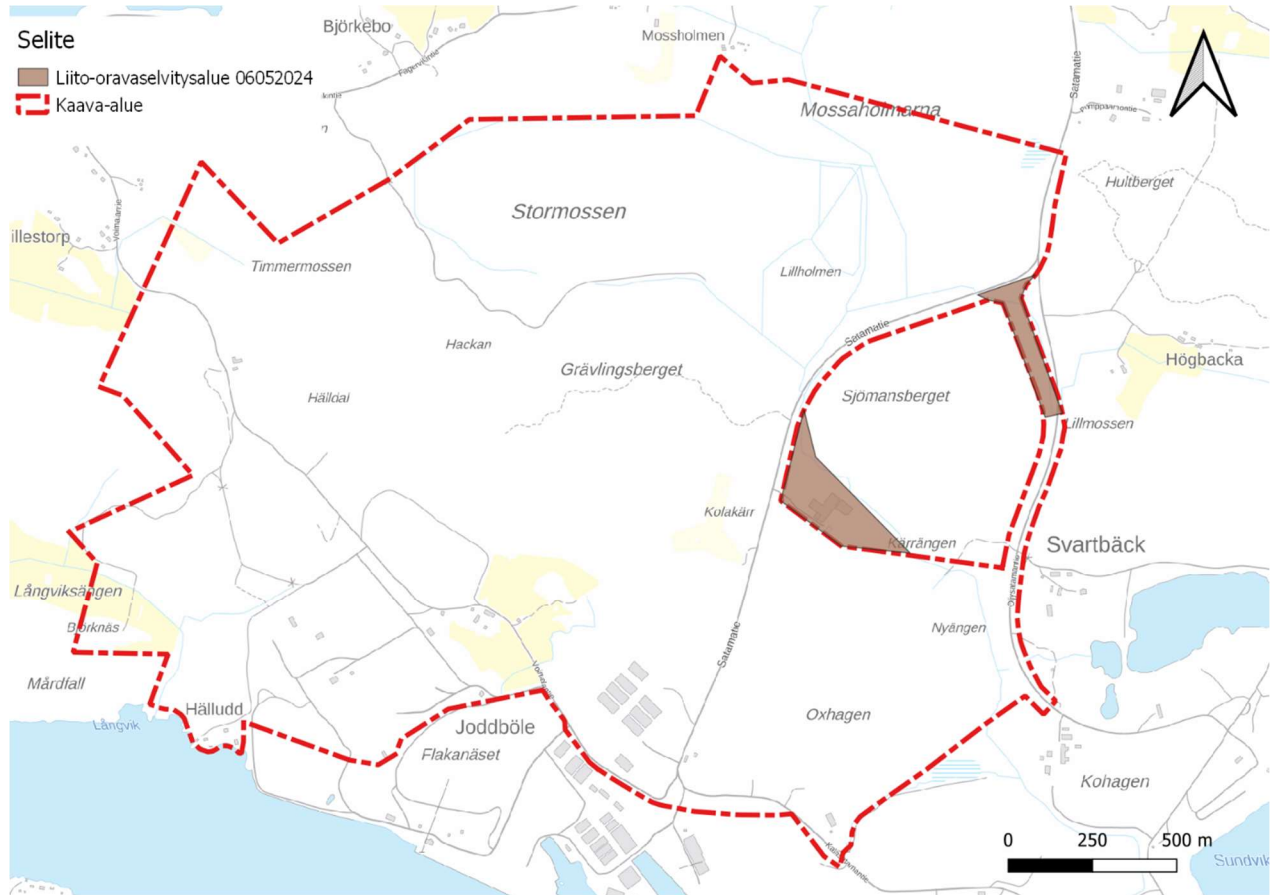 Selite
Liito-oravaselvitysalue 06052024
Kaava-alue
Björkebo
Mossholmen
Fagervikintie
Satamatie
Mossaholmarna
Hultberget
Stormossen
illestorp
Timmermossen
Lillholmen
Satamatie
Högbacka
Hackan
Grävlingsberget
Sjömansberget
Hälldal
Lillmossen
Kolakärr
Kärrängen
Svartbäck
Långviksängen
Björknäs
Nyängen
Satamatie
Mårdfall
Hälludd
Långvik
Joddböle
Flakanäset
Oxhagen
Kohagen
0 250 500 m
Sundvik